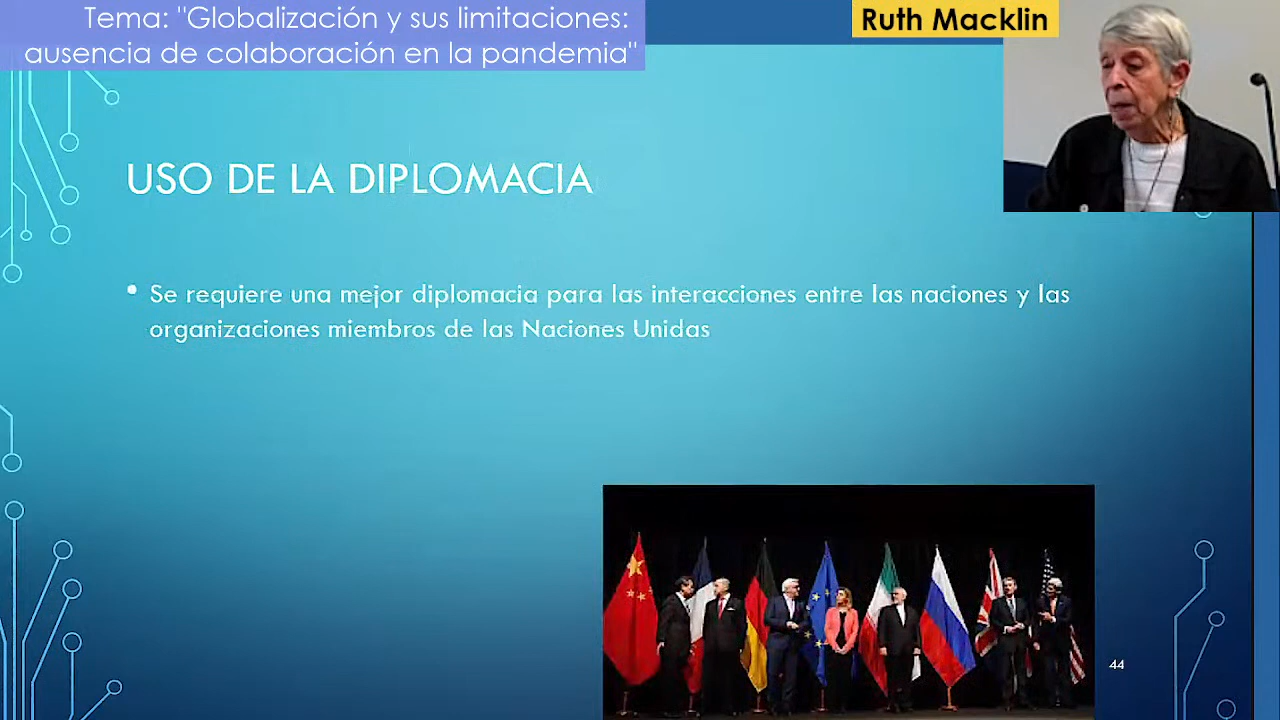 Tema: "Globalización y sus limitaciones:
ausencia de colaboración en la pandemia"
Ruth Macklin
USO DE LA DIPLOMACIA
• Se requiere una mejor diplomacia para las interacciones entre las naciones y las
organizaciones miembros de las Naciones Unidas
44